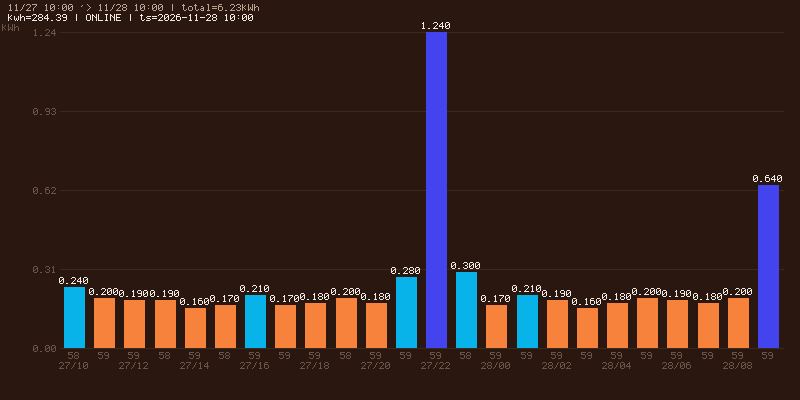 11/27 10:00 -> 11/28 10:00 | total=6.23kWh
Kwh=284.39 | ONLINE | ts=2026-11-28 10:00
kWh
1.24
0.93
0.62
0.31
0.00
0.240 0.200 0.190 0.190 0.160 0.170 0.210 0.170 0.180 0.200 0.180 0.280 1.240 0.300 0.170 0.210 0.190 0.160 0.180 0.200 0.190 0.180 0.200 0.640
58 59 59 58 59 58 59 59 59 58 59 59 59 58 59 59 59 59 59 59 59 59 59 59
27/10 27/12 27/14 27/16 27/18 27/20 27/22 28/00 28/02 28/04 28/06 28/08